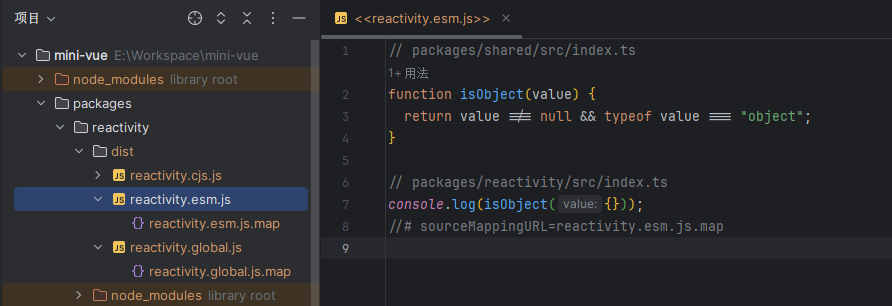 项目
mini-vue E:\Workspace\mini-vue
node_modules library root
packages
reactivity
dist
JS reactivity.cjs.js
JS reactivity.esm.js
{} reactivity.esm.js.map
JS reactivity.global.js
{} reactivity.global.js.map
node_modules library root
JS <<reactivity.esm.js>>
1 // packages/shared/src/index.ts
1+ 用法
2 function isObject(value) {
3 return value !== null && typeof value === "object";
4 }
5
6 // packages/reactivity/src/index.ts
7 console.log(isObject( value: {}));
8 //# sourceMappingURL=reactivity.esm.js.map
9